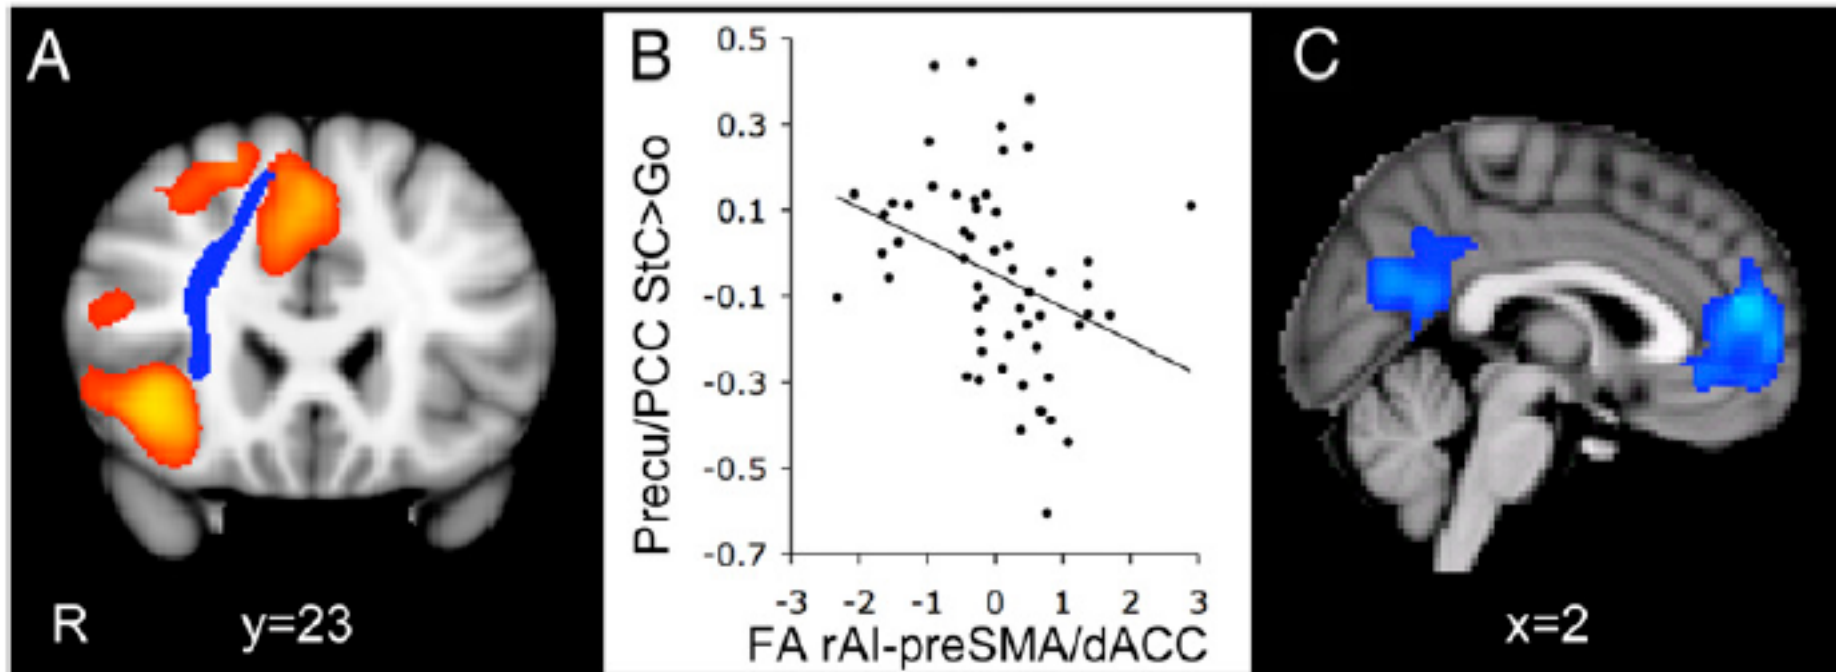 A
R
y=23
B
Precu/PCC StC>Go
0.5
0.3
0.1
-0.1
-0.3
-0.5
-0.7
-3 -2 -1 0 1 2 3
FA rAI-preSMA/dACC
C
x=2